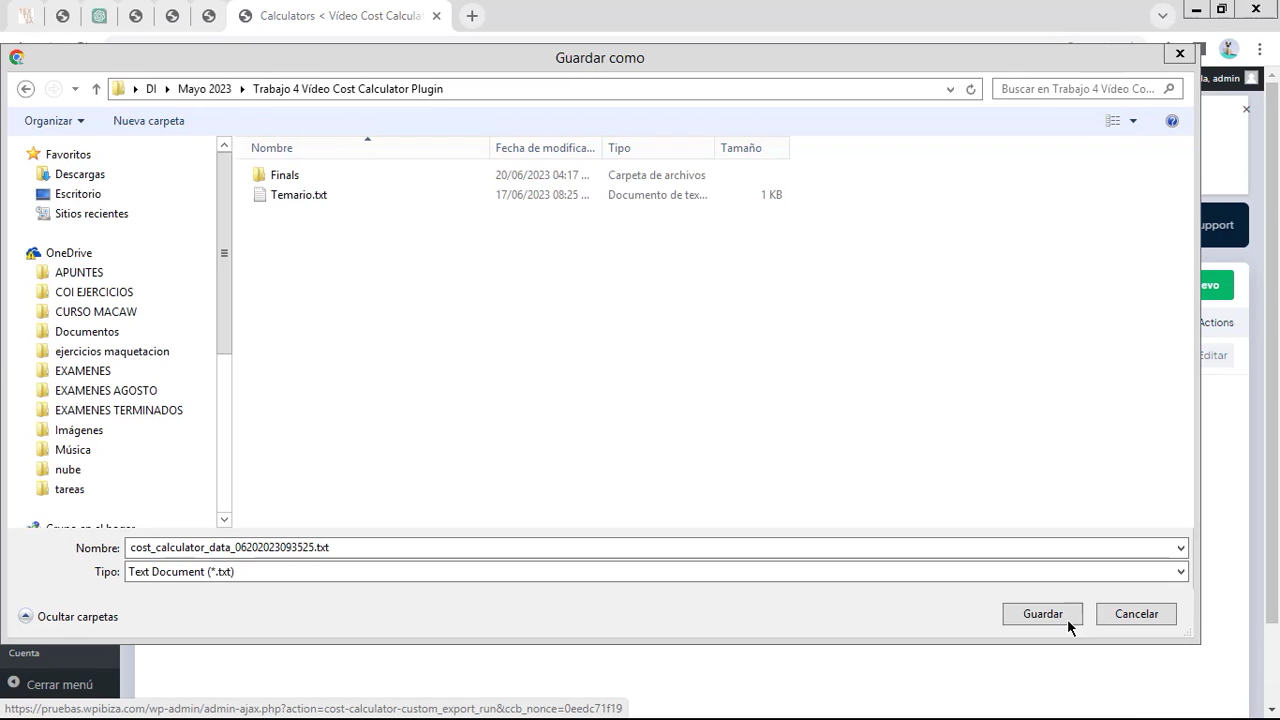 Calculators < Vídeo Cost Calcula
Guardar como
DI
Mayo 2023
Trabajo 4 Vídeo Cost Calculator Plugin
Buscar en Trabajo 4 Vídeo Co...
la, admin
Organizar
Nueva carpeta
Favoritos
Descargas
Escritorio
Sitios recientes
OneDrive
APUNTES
COI EJERCICIOS
CURSO MACAW
Documentos
ejercicios maquetacion
EXAMENES
EXAMENES AGOSTO
EXAMENES TERMINADOS
Imágenes
Música
nube
tareas
Grupo en el hogar
Nombre
Fecha de modifica...
Tipo
Tamaño
Finals
20/06/2023 04:17 ...
Carpeta de archivos
Temario.txt
17/06/2023 08:25 ...
Documento de tex...
1 KB
upport
evo
Actions
Editar
Nombre:
cost_calculator_data_06202023093525.txt
Tipo:
Text Document (*.txt)
Ocultar carpetas
Guardar
Cancelar
Cuenta
Cerrar menú
https://pruebas.wpibiza.com/wp-admin/admin-ajax.php?action=cost-calculator-custom_export_run&ccb_nonce=0eedc71f19